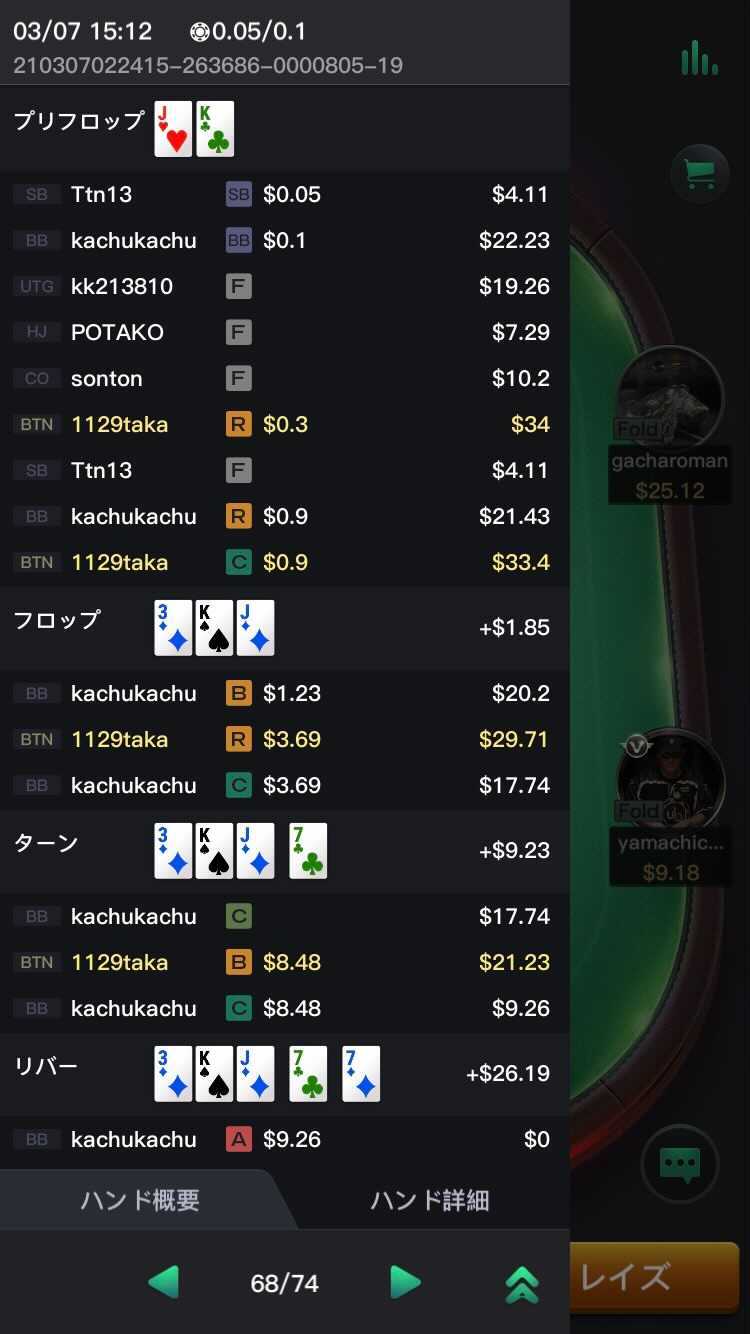 03/07 15:12 0.05/0.1
210307022415-263686-0000805-19
プリフロップ J K
SB Ttn13 SB $0.05 $4.11
BB kachukachu BB $0.1 $22.23
UTG kk213810 F $19.26
HJ POTAKO F $7.29
CO sonton F $10.2
BTN 1129taka R $0.3 $34
SB Ttn13 F $4.11
BB kachukachu R $0.9 $21.43
BTN 1129taka C $0.9 $33.4
フロップ 3 K J +$1.85
BB kachukachu B $1.23 $20.2
BTN 1129taka R $3.69 $29.71
BB kachukachu C $3.69 $17.74
ターン 3 K J 7 +$9.23
BB kachukachu C $17.74
BTN 1129taka B $8.48 $21.23
BB kachukachu C $8.48 $9.26
リバー 3 K J 7 7 +$26.19
BB kachukachu A $9.26 $0
ハンド概要 ハンド詳細
68/74
Fold
gacharoman
$25.12
V
Fold
yamachic...
$9.18
レイズ